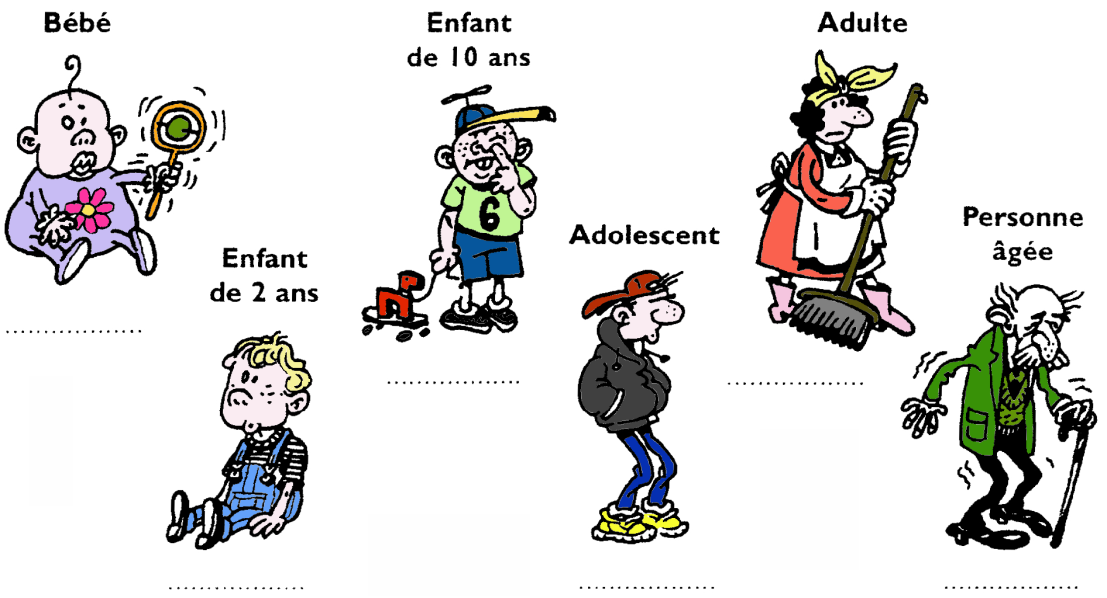 Bébé
Enfant
de 10 ans
Adulte
Enfant
de 2 ans
Adolescent
Personne
âgée
6